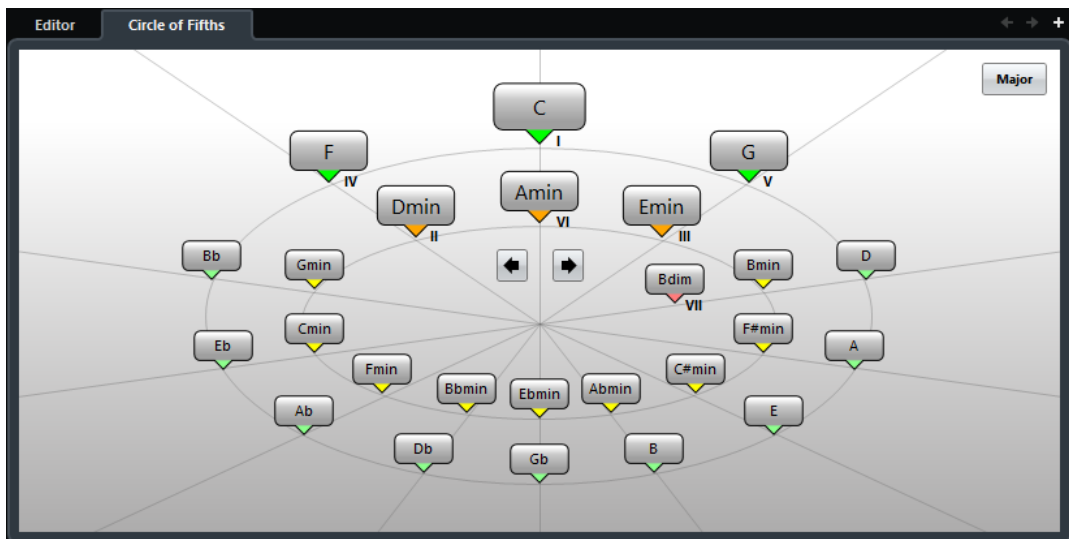 Editor Circle of Fifths
Major
C
I
F
IV
G
V
Dmin
II
Amin
VI
Emin
III
Bb
Gmin
Bdim
VII
Bmin
D
Eb
Cmin
F#min
A
Fmin
C#min
Bbmin
Ebmin
Abmin
Ab
E
Db
Gb
B